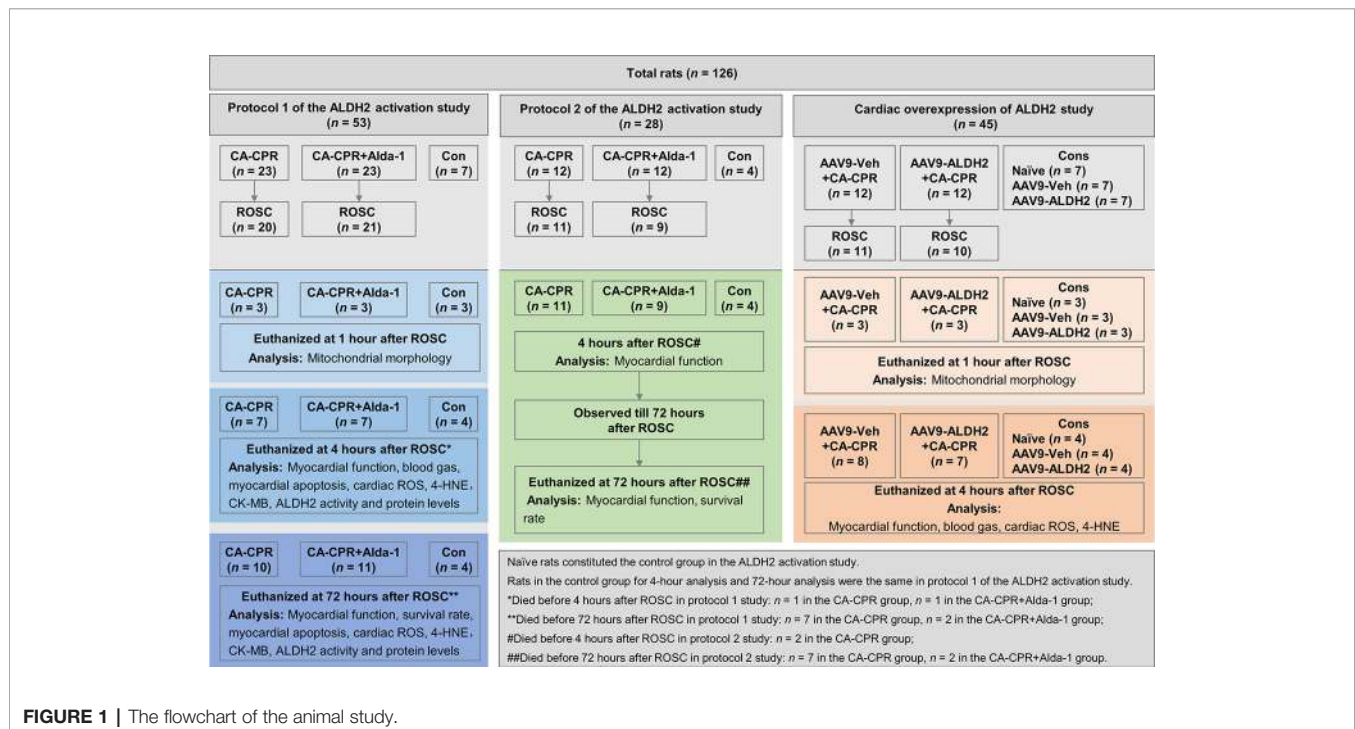 Total rats (n = 126)
Protocol 1 of the ALDH2 activation study
(n = 53)
CA-CPR
(n = 23)
CA-CPR+Alda-1
(n = 23)
Con
(n = 7)
ROSC
(n = 20)
ROSC
(n = 21)
CA-CPR
(n = 3)
CA-CPR+Alda-1
(n = 3)
Con
(n = 3)
Euthanized at 1 hour after ROSC
Analysis: Mitochondrial morphology
CA-CPR
(n = 7)
CA-CPR+Alda-1
(n = 7)
Con
(n = 4)
Euthanized at 4 hours after ROSC*
Analysis: Myocardial function, blood gas,
myocardial apoptosis, cardiac ROS, 4-HNE,
CK-MB, ALDH2 activity and protein levels
CA-CPR
(n = 10)
CA-CPR+Alda-1
(n = 11)
Con
(n = 4)
Euthanized at 72 hours after ROSC**
Analysis: Myocardial function, survival rate,
myocardial apoptosis, cardiac ROS, 4-HNE,
CK-MB, ALDH2 activity and protein levels
Protocol 2 of the ALDH2 activation study
(n = 28)
CA-CPR
(n = 12)
CA-CPR+Alda-1
(n = 12)
Con
(n = 4)
ROSC
(n = 11)
ROSC
(n = 9)
CA-CPR
(n = 11)
CA-CPR+Alda-1
(n = 9)
Con
(n = 4)
4 hours after ROSC#
Analysis: Myocardial function
Observed till 72 hours
after ROSC
Euthanized at 72 hours after ROSC##
Analysis: Myocardial function, survival
rate
Cardiac overexpression of ALDH2 study
(n = 45)
AAV9-Veh
+CA-CPR
(n = 12)
AAV9-ALDH2
+CA-CPR
(n = 12)
Cons
Naïve (n = 7)
AAV9-Veh (n = 7)
AAV9-ALDH2 (n = 7)
ROSC
(n = 11)
ROSC
(n = 10)
AAV9-Veh
+CA-CPR
(n = 3)
AAV9-ALDH2
+CA-CPR
(n = 3)
Cons
Naïve (n = 3)
AAV9-Veh (n = 3)
AAV9-ALDH2 (n = 3)
Euthanized at 1 hour after ROSC
Analysis: Mitochondrial morphology
AAV9-Veh
+CA-CPR
(n = 8)
AAV9-ALDH2
+CA-CPR
(n = 7)
Cons
Naïve (n = 4)
AAV9-Veh (n = 4)
AAV9-ALDH2 (n = 4)
Euthanized at 4 hours after ROSC
Analysis:
Myocardial function, blood gas, cardiac ROS, 4-HNE
Naïve rats constituted the control group in the ALDH2 activation study.
Rats in the control group for 4-hour analysis and 72-hour analysis were the same in protocol 1 of the ALDH2 activation study.
*Died before 4 hours after ROSC in protocol 1 study: n = 1 in the CA-CPR group, n = 1 in the CA-CPR+Alda-1 group;
**Died before 72 hours after ROSC in protocol 1 study: n = 7 in the CA-CPR group, n = 2 in the CA-CPR+Alda-1 group;
#Died before 4 hours after ROSC in protocol 2 study: n = 2 in the CA-CPR group;
##Died before 72 hours after ROSC in protocol 2 study: n = 7 in the CA-CPR group, n = 2 in the CA-CPR+Alda-1 group.
FIGURE 1 | The flowchart of the animal study.